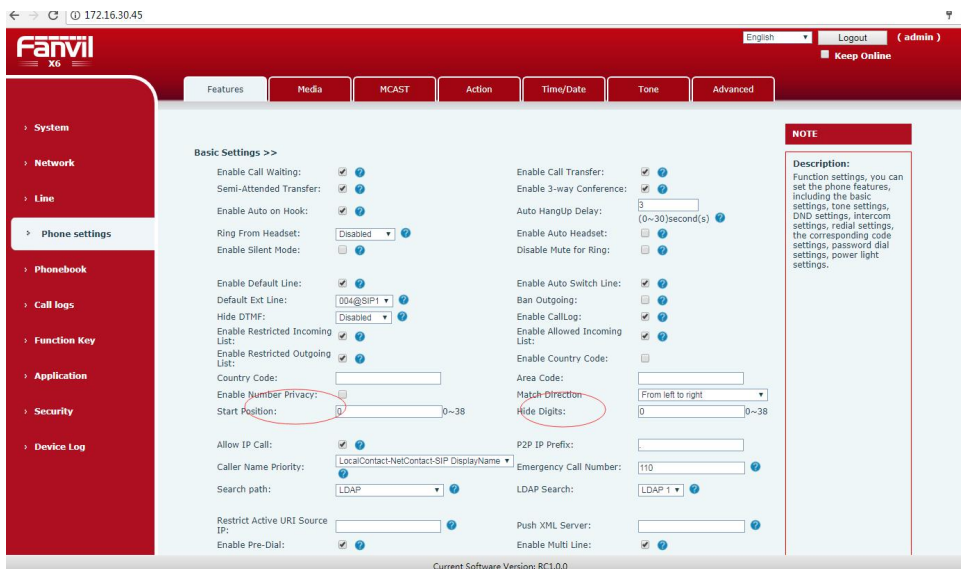 172.16.30.45
Fanvil
X6
English Logout ( admin )
Keep Online
Features Media MCAST Action Time/Date Tone Advanced
› System
› Network
› Line
› Phone settings
› Phonebook
› Call logs
› Function Key
› Application
› Security
› Device Log
Basic Settings >>
Enable Call Waiting: Enable Call Transfer:
Semi-Attended Transfer: Enable 3-way Conference:
Enable Auto on Hook: Auto HangUp Delay: 3
(0~30)second(s)
Ring From Headset: Disabled Enable Auto Headset:
Enable Silent Mode: Disable Mute for Ring:
Enable Default Line: Enable Auto Switch Line:
Default Ext Line: 004@SIP1 Ban Outgoing:
Hide DTMF: Disabled Enable CallLog:
Enable Restricted Incoming List: Enable Allowed Incoming List:
Enable Restricted Outgoing List: Enable Country Code:
Country Code: Area Code:
Enable Number Privacy: Match Direction From left to right
Start Position: 0 0~38 Hide Digits: 0 0~38
Allow IP Call: P2P IP Prefix: .
Caller Name Priority: LocalContact-NetContact-SIP DisplayName Emergency Call Number: 110
Search path: LDAP LDAP Search: LDAP 1
Restrict Active URI Source IP: Push XML Server:
Enable Pre-Dial: Enable Multi Line:
NOTE
Description:
Function settings, you can
set the phone features,
including the basic
settings, tone settings,
DND settings, intercom
settings, redial settings,
the corresponding code
settings, password dial
settings, power light
settings.
Current Software Version: RC1.0.0